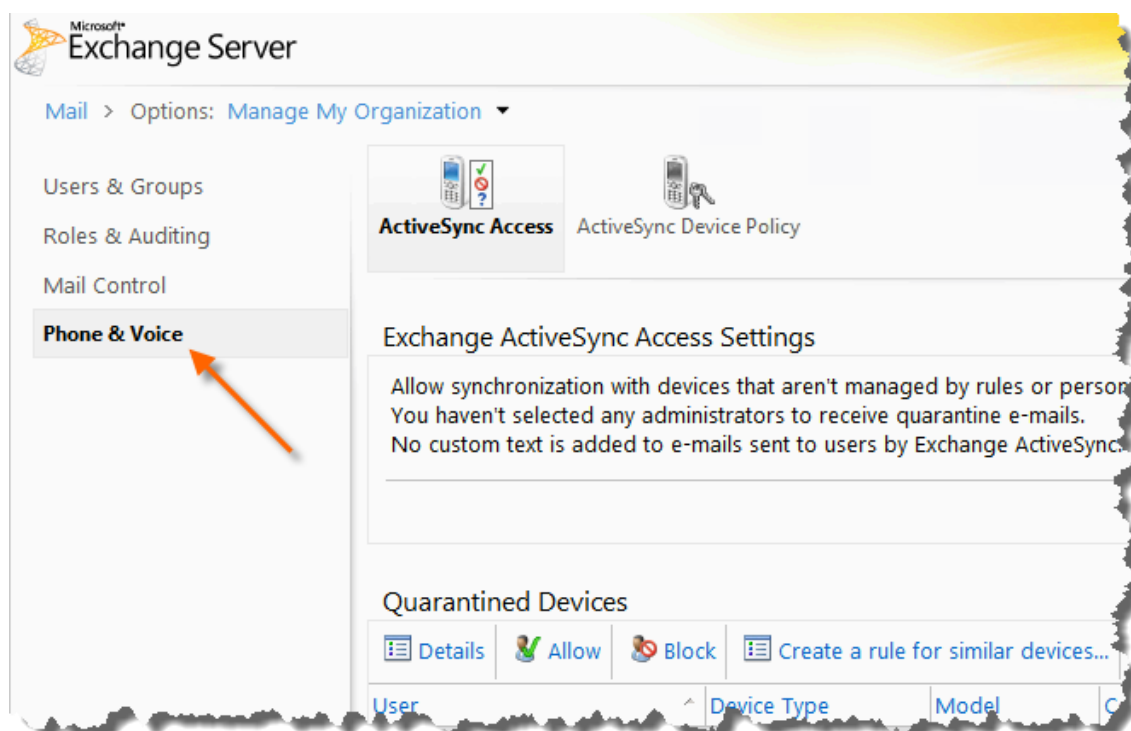 Microsoft®
Exchange Server
Mail > Options: Manage My Organization
Users & Groups
Roles & Auditing
Mail Control
Phone & Voice
ActiveSync Access
ActiveSync Device Policy
Exchange ActiveSync Access Settings
Allow synchronization with devices that aren't managed by rules or
You haven't selected any administrators to receive quarantine e-mails.
No custom text is added to e-mails sent to users by Exchange ActiveSync.
Quarantined Devices
Details Allow Block Create a rule for similar devices...
User Device Type Model